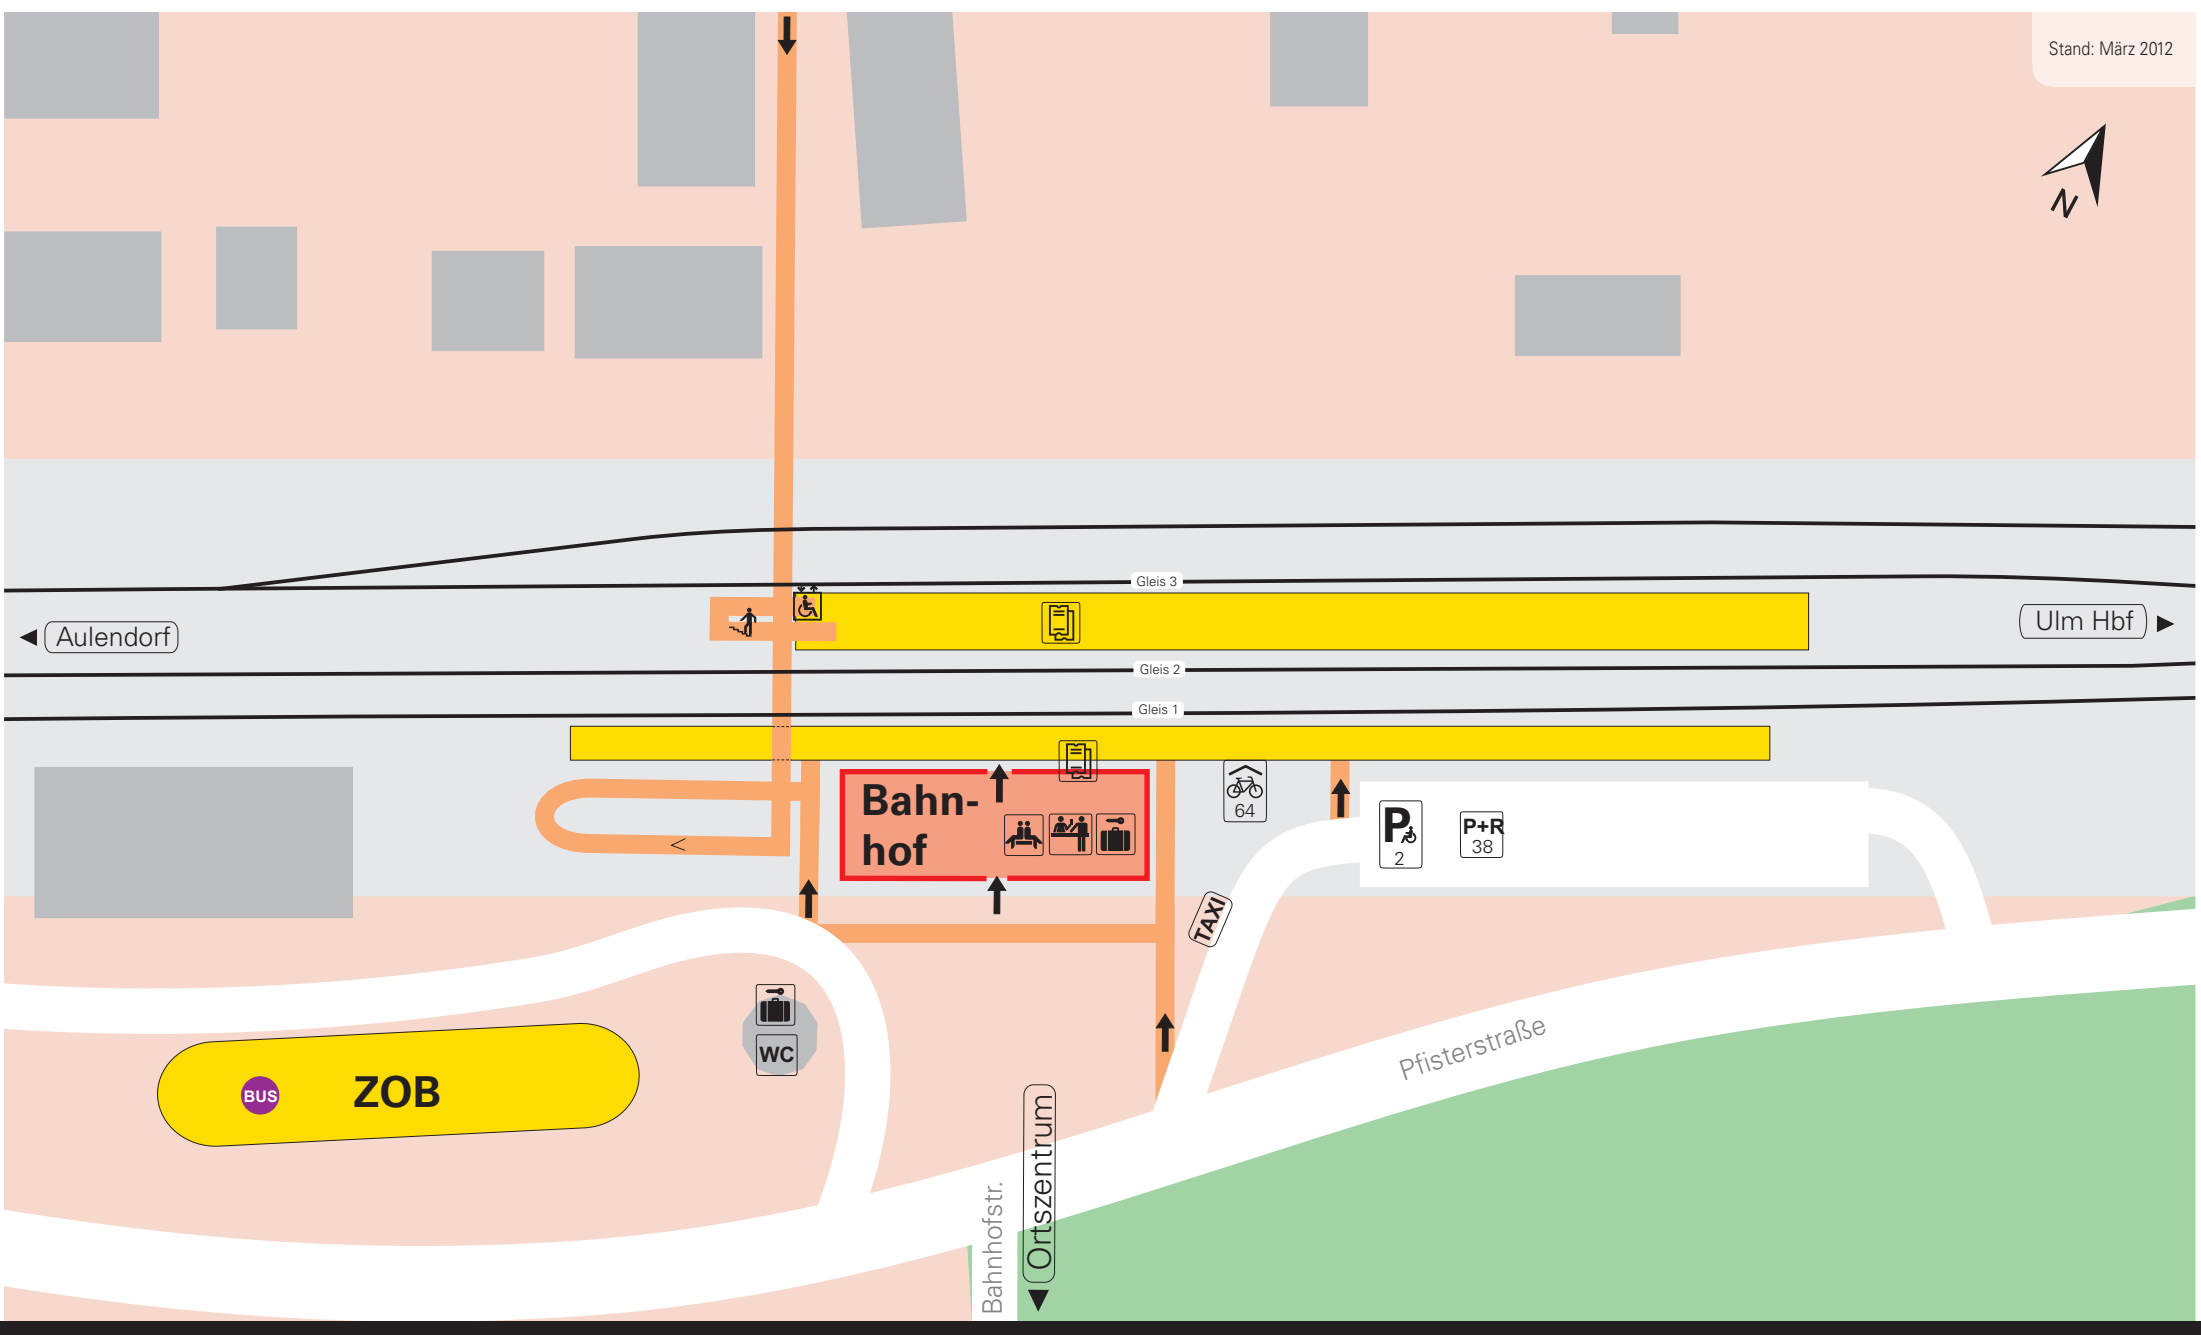 Stand: März 2012
N
Gleis 3
Aulendorf
Ulm Hbf
Gleis 2
Gleis 1
Bahn-
hof
64
P
2
P+R
38
TAXI
WC
BUS
ZOB
Pfisterstraße
Ortszentrum
Bahnhofstr.